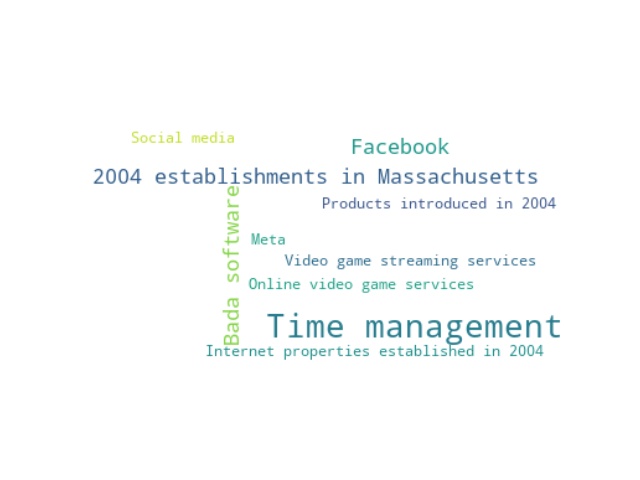 Social media
Facebook
2004 establishments in Massachusetts
Products introduced in 2004
Bada software
Meta
Video game streaming services
Online video game services
Time management
Internet properties established in 2004